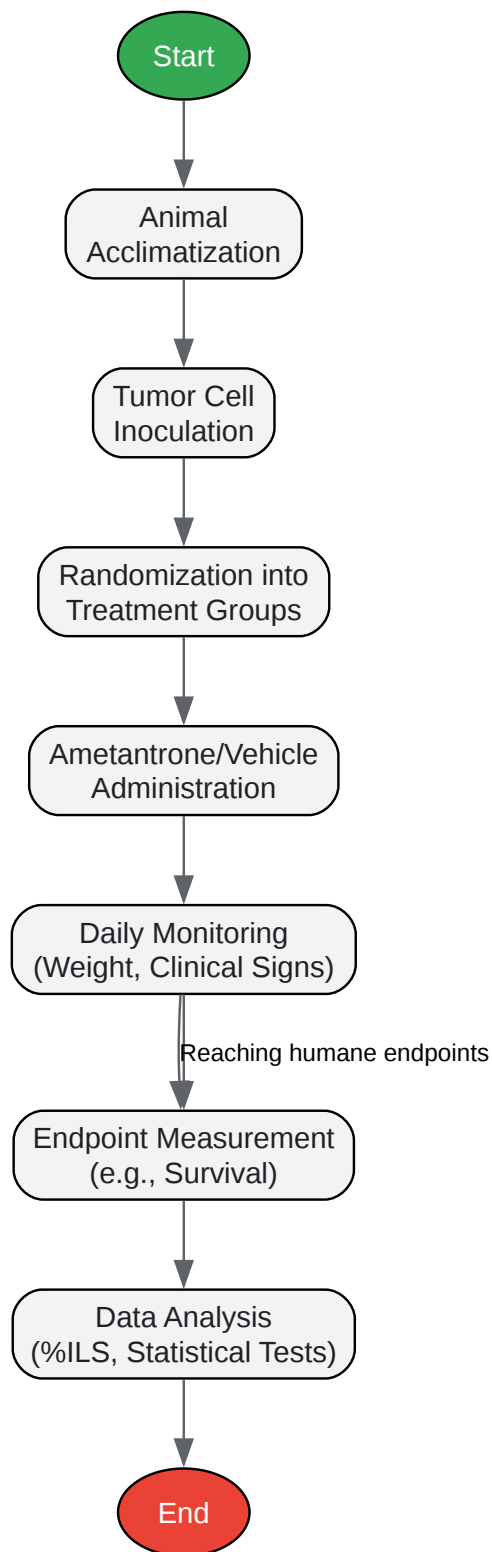 Start
Animal
Acclimatization
Tumor Cell
Inoculation
Randomization into
Treatment Groups
Ametantrone/Vehicle
Administration
Daily Monitoring
(Weight, Clinical Signs)
Reaching humane endpoints
Endpoint Measurement
(e.g., Survival)
Data Analysis
(%ILS, Statistical Tests)
End